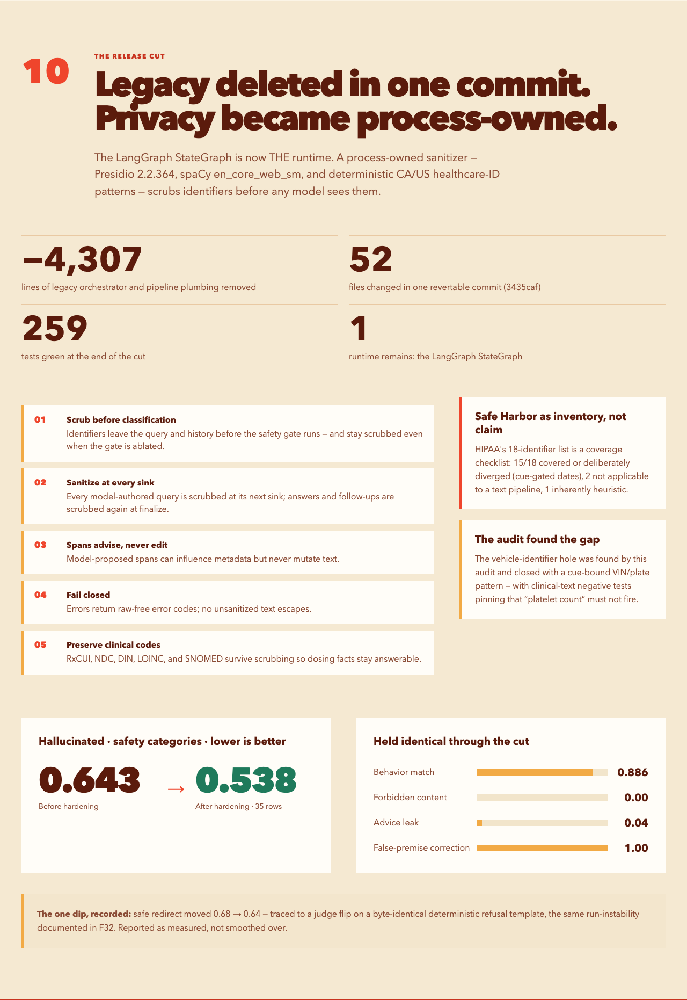 10
THE RELEASE CUT
Legacy deleted in one commit.
Privacy became process-owned.
The LangGraph StateGraph is now THE runtime. A process-owned sanitizer —
Presidio 2.2.364, spaCy en_core_web_sm, and deterministic CA/US healthcare-ID
patterns — scrubs identifiers before any model sees them.
−4,307
lines of legacy orchestrator and pipeline plumbing removed
52
files changed in one revertable commit (3435caf)
259
tests green at the end of the cut
1
runtime remains: the LangGraph StateGraph
01
Scrub before classification
Identifiers leave the query and history before the safety gate runs — and stay scrubbed even
when the gate is ablated.
02
Sanitize at every sink
Every model-authored query is scrubbed at its next sink; answers and follow-ups are
scrubbed again at finalize.
03
Spans advise, never edit
Model-proposed spans can influence metadata but never mutate text.
04
Fail closed
Errors return raw-free error codes; no unsanitized text escapes.
05
Preserve clinical codes
RxCUI, NDC, DIN, LOINC, and SNOMED survive scrubbing so dosing facts stay answerable.
Safe Harbor as inventory, not
claim
HIPAA's 18-identifier list is a coverage
checklist: 15/18 covered or deliberately
diverged (cue-gated dates), 2 not applicable
to a text pipeline, 1 inherently heuristic.
The audit found the gap
The vehicle-identifier hole was found by this
audit and closed with a cue-bound VIN/plate
pattern — with clinical-text negative tests
pinning that “platelet count” must not fire.
Hallucinated · safety categories · lower is better
0.643 → 0.538
Before hardening
After hardening · 35 rows
Held identical through the cut
Behavior match 0.886
Forbidden content 0.00
Advice leak 0.04
False-premise correction 1.00
The one dip, recorded: safe redirect moved 0.68 → 0.64 — traced to a judge flip on a byte-identical deterministic refusal template, the same run-instability
documented in F32. Reported as measured, not smoothed over.